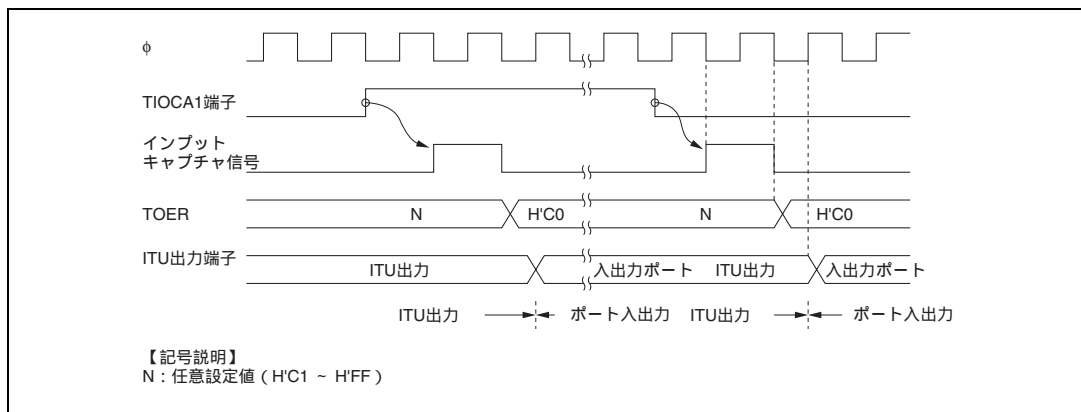 φ
TIOCA1端子
インプット
キャプチャ信号
TOER N H'C0 N H'C0
ITU出力端子 ITU出力 入出力ポート ITU出力 入出力ポート
ITU出力 ポート入出力 ITU出力 ポート入出力
【記号説明】
N：任意設定値（H'C1 ～ H'FF）